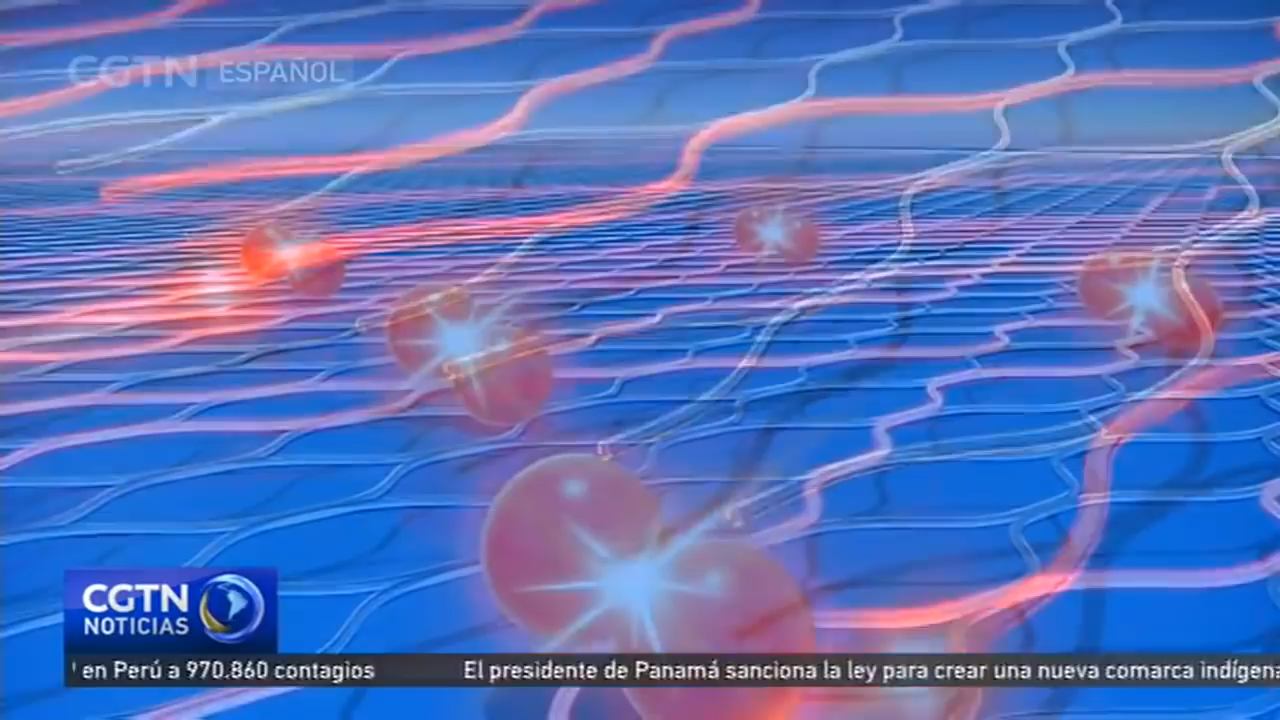 CGTN ESPAÑOL
CGTN
NOTICIAS
en Perú a 970.860 contagios El presidente de Panamá sanciona la ley para crear una nueva comarca indígena